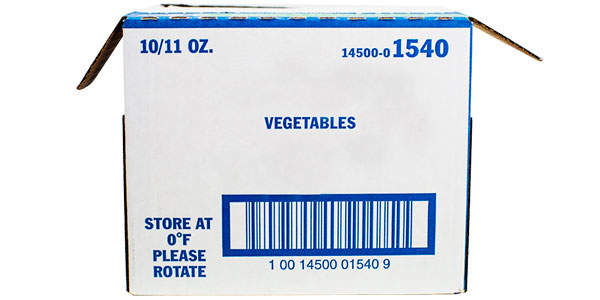 10/11 OZ.
14500-0 1540
VEGETABLES
STORE AT
0°F
PLEASE
ROTATE
1 00 14500 01540 9